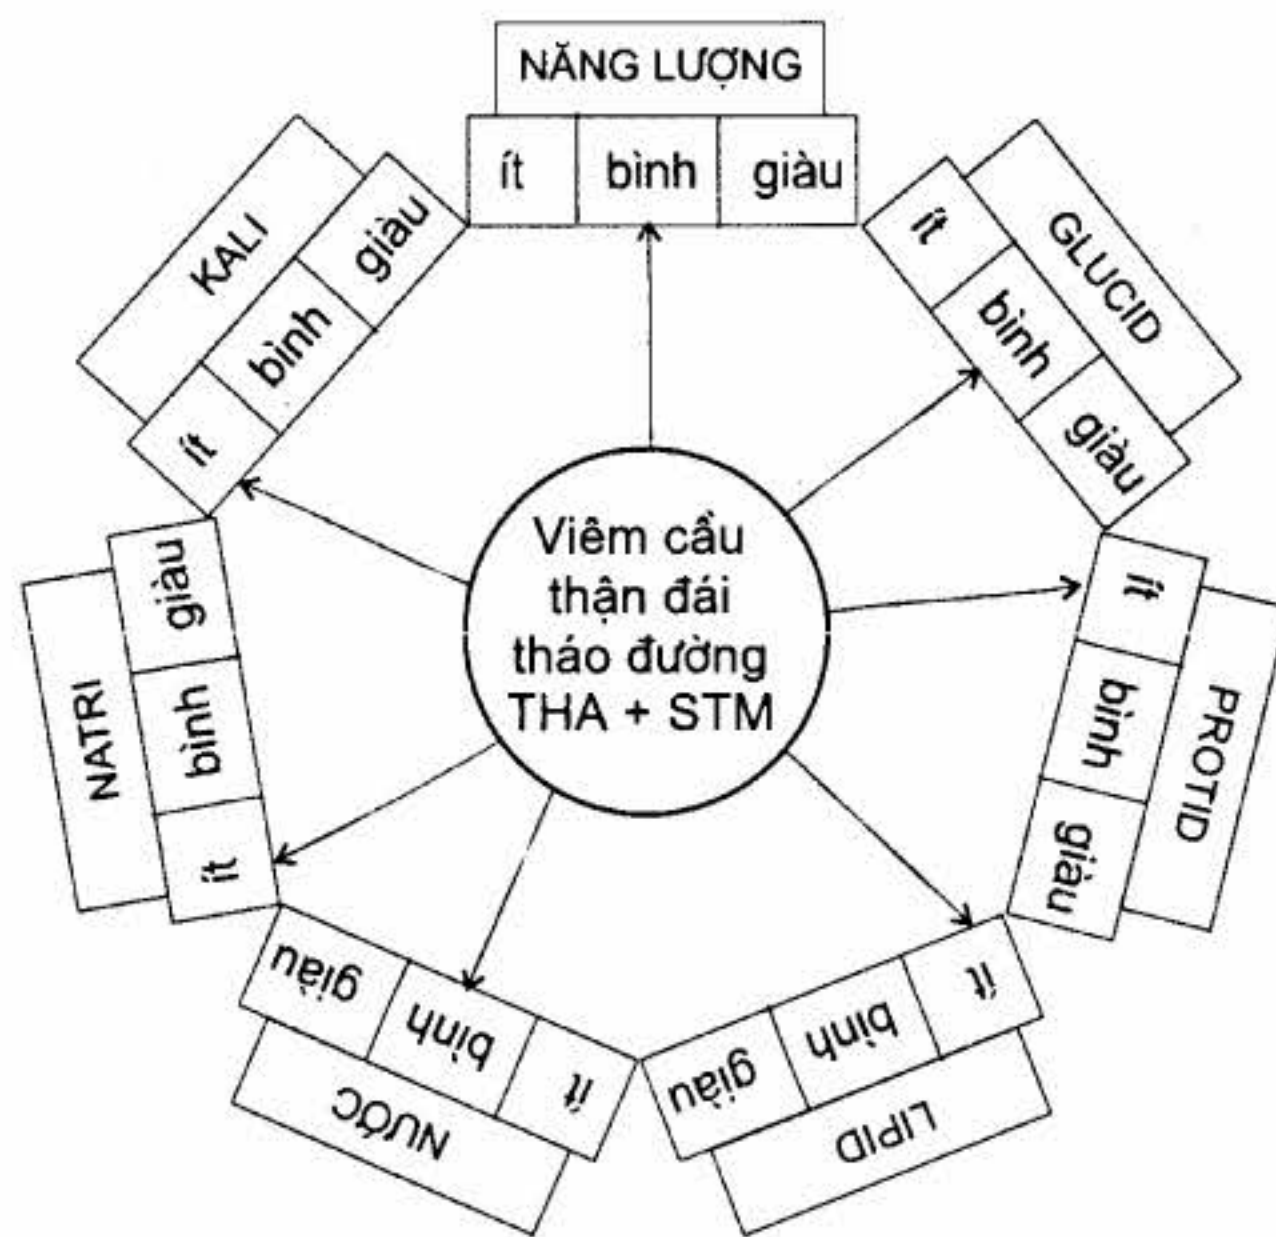 NĂNG LƯỢNG
ít bình giàu
GLUCID
ít bình giàu
PROTID
ít bình giàu
LIPID
ít bình giàu
NƯỚC
ít bình giàu
NATRI
ít bình giàu
KALI
ít bình giàu
Viêm cầu
thận đái
tháo đường
THA + STM